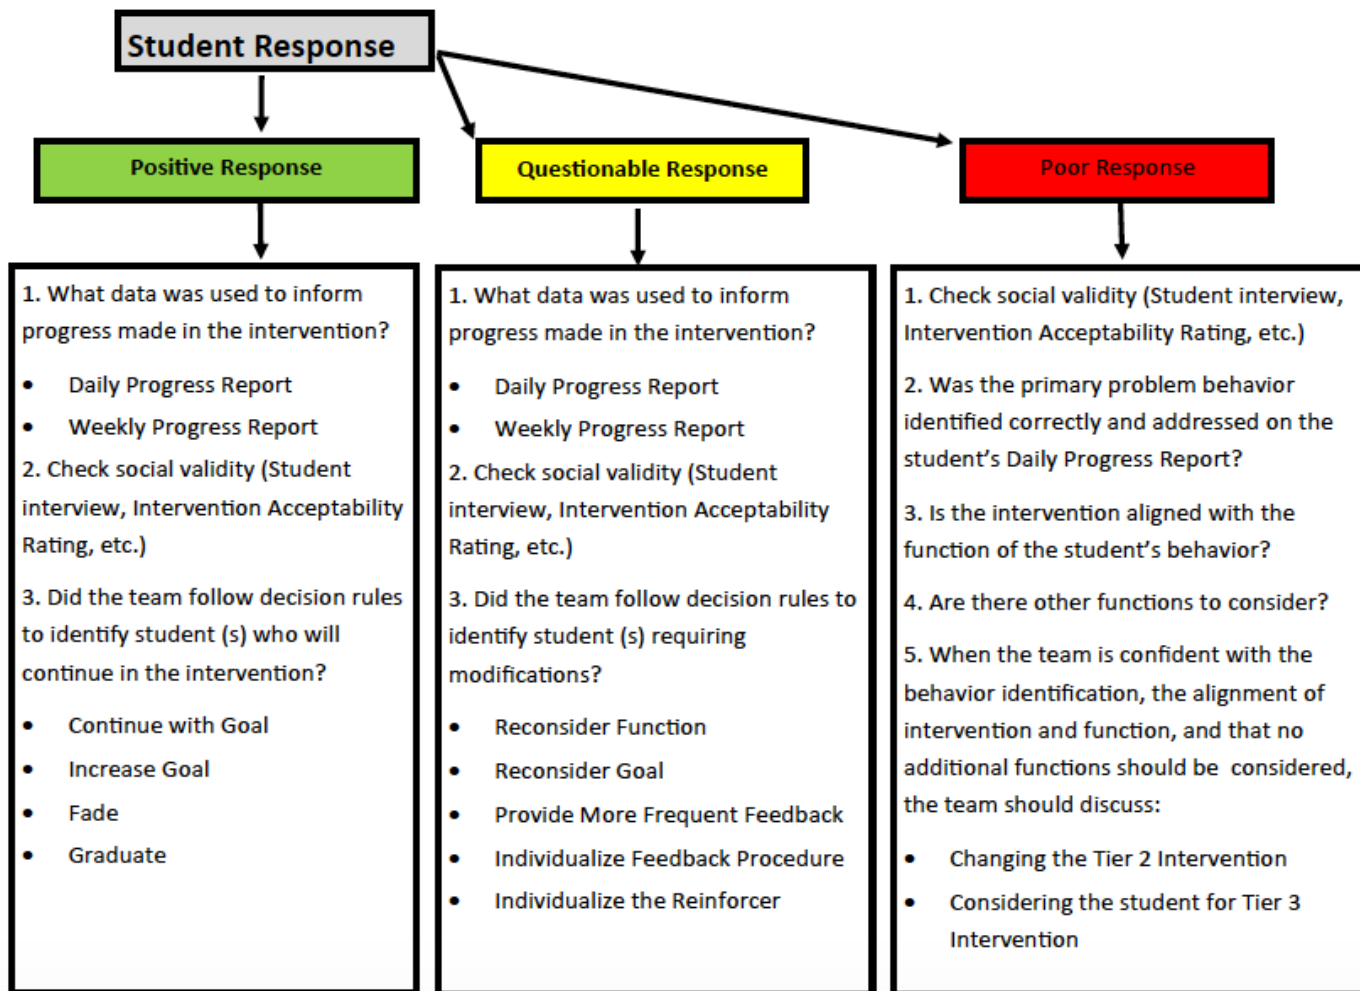 Student Response
Positive Response
Questionable Response
Poor Response
1. What data was used to inform
progress made in the intervention?
• Daily Progress Report
• Weekly Progress Report
2. Check social validity (Student
interview, Intervention Acceptability
Rating, etc.)
3. Did the team follow decision rules
to identify student (s) who will
continue in the intervention?
• Continue with Goal
• Increase Goal
• Fade
• Graduate
1. What data was used to inform
progress made in the intervention?
• Daily Progress Report
• Weekly Progress Report
2. Check social validity (Student
interview, Intervention Acceptability
Rating, etc.)
3. Did the team follow decision rules to
identify student (s) requiring
modifications?
• Reconsider Function
• Reconsider Goal
• Provide More Frequent Feedback
• Individualize Feedback Procedure
• Individualize the Reinforcer
1. Check social validity (Student interview,
Intervention Acceptability Rating, etc.)
2. Was the primary problem behavior
identified correctly and addressed on the
student's Daily Progress Report?
3. Is the intervention aligned with the
function of the student's behavior?
4. Are there other functions to consider?
5. When the team is confident with the
behavior identification, the alignment of
intervention and function, and that no
additional functions should be considered,
the team should discuss:
• Changing the Tier 2 Intervention
• Considering the student for Tier 3
Intervention